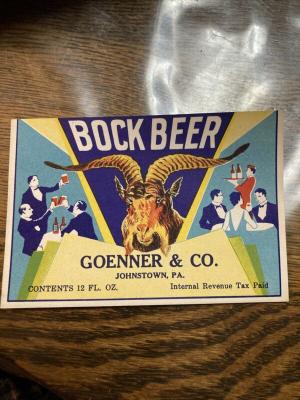 BOCK BEER
GOENNER & CO.
JOHNSTOWN, PA.
CONTENTS 12 FL. OZ. Internal Revenue Tax Paid